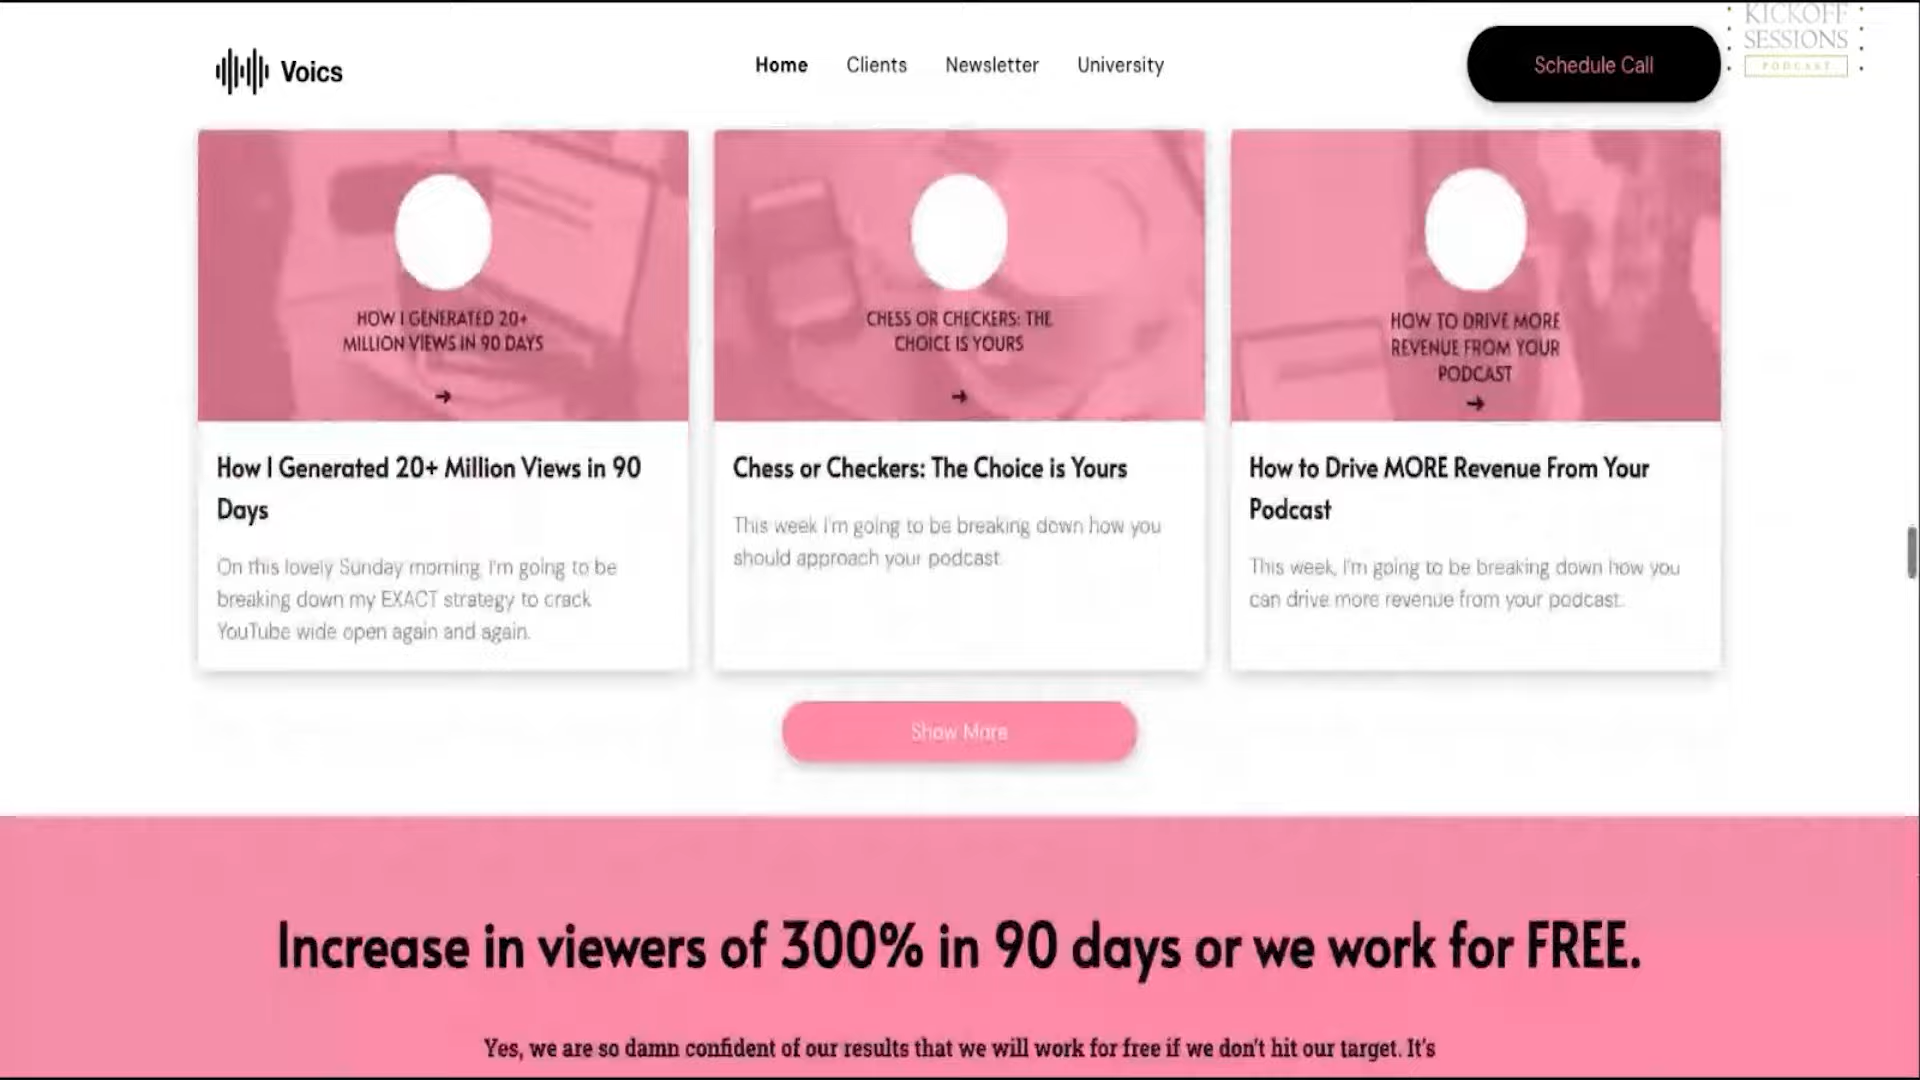 KICKOFF
SESSIONS
PODCAST
Voics
Home
Clients
Newsletter
University
Schedule Call
HOW I GENERATED 20+
MILLION VIEWS IN 90 DAYS
CHESS OR CHECKERS: THE
CHOICE IS YOURS
HOW TO DRIVE MORE
REVENUE FROM YOUR
PODCAST
How I Generated 20+ Million Views in 90
Days
On this lovely Sunday morning, I'm going to be
breaking down my EXACT strategy to crack
YouTube wide open again and again.
Chess or Checkers: The Choice is Yours
This week I'm going to be breaking down how you
should approach your podcast.
How to Drive MORE Revenue From Your
Podcast
This week, I'm going to be breaking down how you
can drive more revenue from your podcast.
Show More
Increase in viewers of 300% in 90 days or we work for FREE.
Yes, we are so damn confident of our results that we will work for free if we don't hit our target. It's